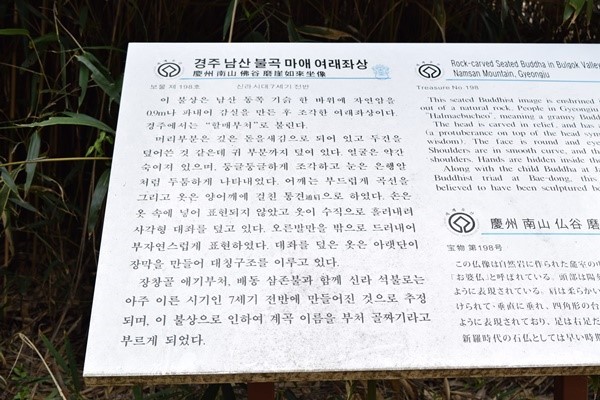 경주 남산 불곡 마애 여래좌상
慶州 南山 佛谷 磨崖如來坐像
보물 제198호 신라시대7세기 전반
이 불상은 남산 동쪽 기슭 한 바위에 자연암을
0.9m나 파내어 감실을 만든 후 조각한 여래좌상이다.
경주에서는 "할매부처"로 불린다.
머리부분은 깊은 돋을새김으로 되어 있고 두건을
덮어쓴 것 같은데 귀 부분까지 덮여 있다. 얼굴은 약간
숙여져 있으며, 둥글둥글하게 조각하고 눈은 은행알
처럼 두툼하게 나타내었다. 어깨는 부드럽게 곡선을
그리고 옷은 양어깨에 걸친 통견通肩으로 하였다. 손은
옷 속에 넣어 표현되지 않았고 옷이 수직으로 흘러내려
사각형 대좌를 덮고 있다. 오른발만을 밖으로 드러내어
부자연스럽게 표현하였다. 대좌를 덮은 옷은 아랫단이
장막을 만들어 대칭구조를 이루고 있다.
장창골 애기부처, 배동 삼존불과 함께 신라 석불로는
아주 이른 시기인 7세기 전반에 만들어진 것으로 추정
되며, 이 불상으로 인하여 계곡 이름을 부처 골짜기라고
부르게 되었다.
Rock-carved Seated Buddha in Bulgok Valley
Namsan Mountain, Gyeongju
Treasure No 198
This seated Buddhist image is enshrined i
out of a natural rock. People in Gyeongju
"Halmaebucheo", meaning a granny Buddha
The head is carved in relief, and has a
(a protuberance on top of the head sym
wisdom). The face is round and eye
Shoulders are in smooth curve, and the
shoulders. Hands are hidden inside the
Along with the child Buddha at Ja
Buddhist triad at Bae-dong, this
believed to have been sculptured be
慶州 南山 仏谷 磨
宝物 第198号
この仏像は自然岩に作られた龕室の中
「お婆仏」と呼ばれている。頭部は陽
ように表現されている。肩は柔らかい
けられて、垂直に垂れ、四角形の台
ように表現されており、足は右足だ
新羅時代の石仏としては早い時期